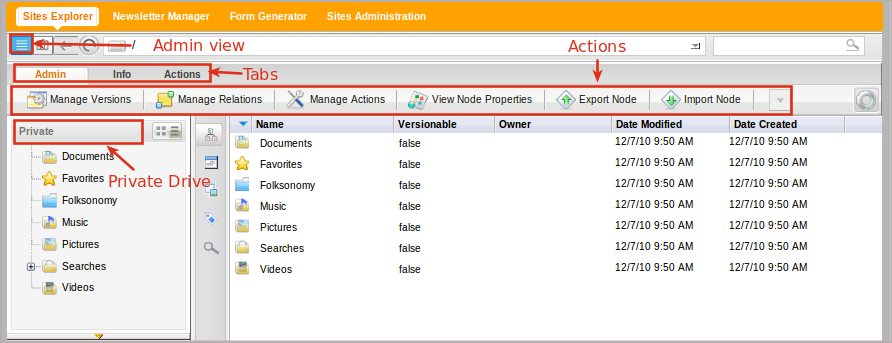 Sites Explorer Newsletter Manager Form Generator Sites Administration
/ Admin view Actions
Admin Info Actions Tabs
Manage Versions Manage Relations Manage Actions View Node Properties Export Node Import Node
Private Name Versionable Owner Date Modified Date Created
Documents Documents false 12/7/10 9:50 AM 12/7/10 9:50 AM
Favorites Favorites false 12/7/10 9:50 AM 12/7/10 9:50 AM
Private Drive
Folksonomy Folksonomy false 12/7/10 9:50 AM 12/7/10 9:50 AM
Music Music false 12/7/10 9:50 AM 12/7/10 9:50 AM
Pictures Pictures false 12/7/10 9:50 AM 12/7/10 9:50 AM
Searches Searches false 12/7/10 9:50 AM 12/7/10 9:50 AM
Videos Videos false 12/7/10 9:50 AM 12/7/10 9:50 AM